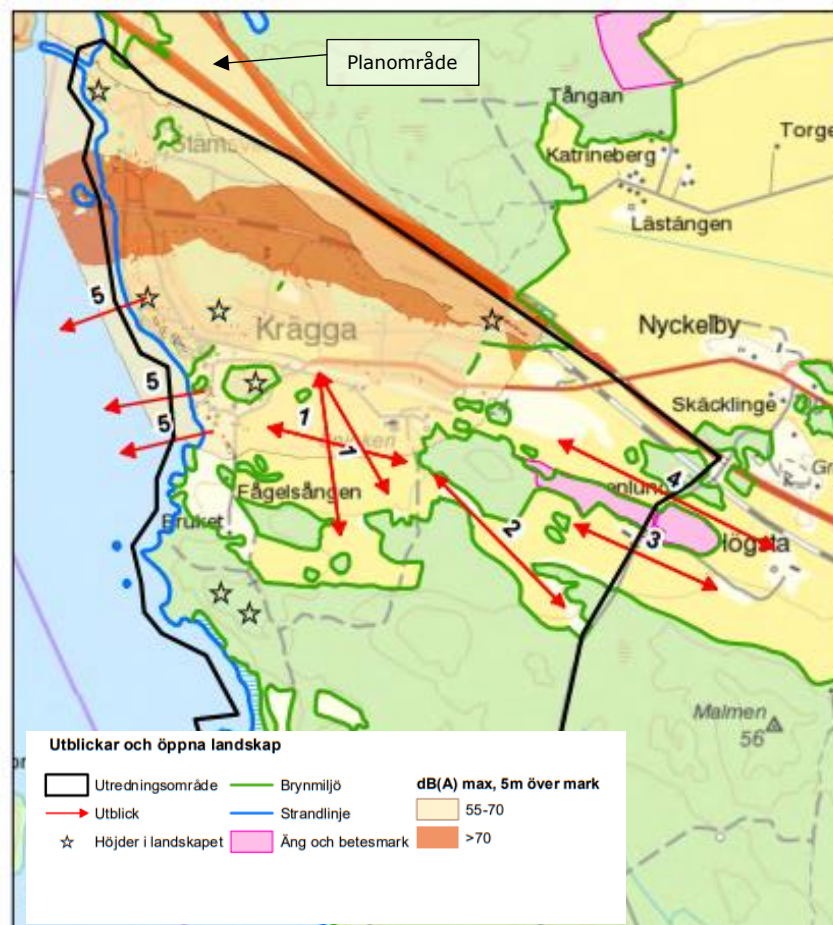 Planområde
Tångan
Torge
Katrineberg
Lästången
5
Krägga
Nyckelby
5
1
5
1
Skäcklinge
Fågelsången
4
Bruket
2
3
Högsta
Malmen
56
Utblickar och öppna landskap
Utredningsområde
Brynmiljö
dB(A) max, 5m över mark
Utblick
Strandlinje
55-70
Höjder i landskapet
Äng och betesmark
>70